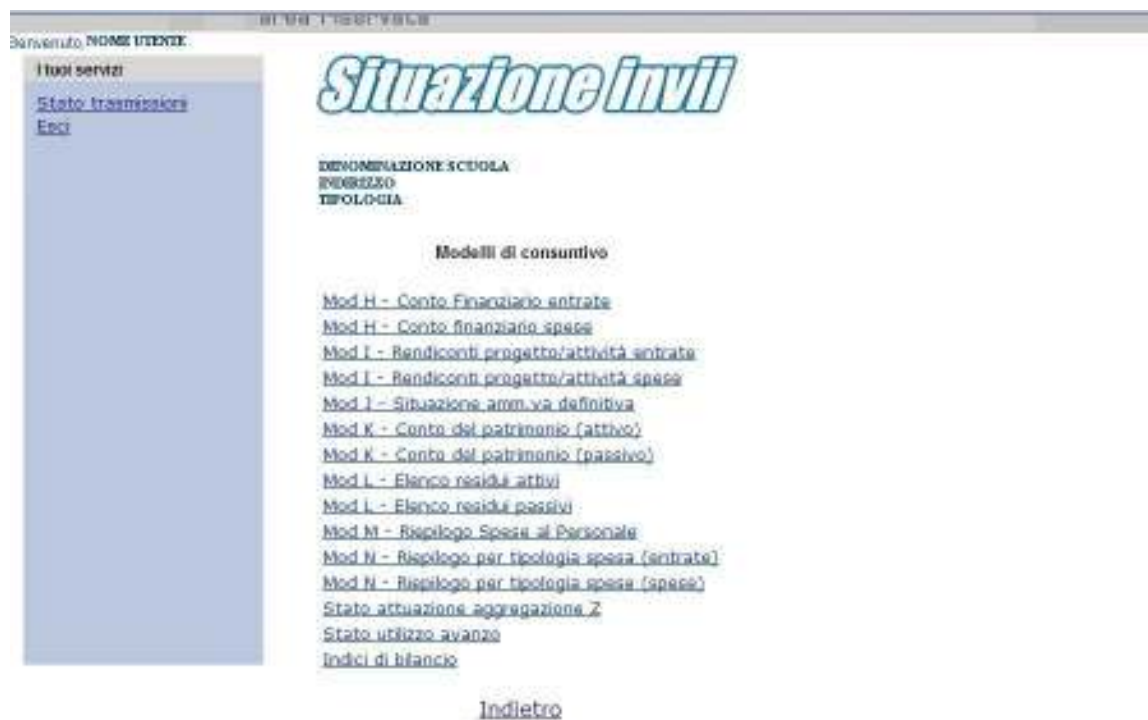 area riservata
Benvenuto, NOME UTENTE
I tuoi servizi
Stato trasmissioni
Esci
Situazione invii
DENOMINAZIONE SCUOLA
INDIRIZZO
TIPOLOGIA
Modelli di consuntivo
Mod H - Conto Finanziario entrate
Mod H - Conto finanziario spese
Mod I - Rendiconti progetto/attività entrate
Mod I - Rendiconti progetto/attività spese
Mod J - Situazione amm.va definitiva
Mod K - Conto del patrimonio (attivo)
Mod K - Conto del patrimonio (passivo)
Mod L - Elenco residui attivi
Mod L - Elenco residui passivi
Mod M - Riepilogo Spese al Personale
Mod N - Riepilogo per tipologia spesa (entrate)
Mod N - Riepilogo per tipologia spese (spese)
Stato attuazione aggregazione Z
Stato utilizzo avanzo
Indici di bilancio
Indietro